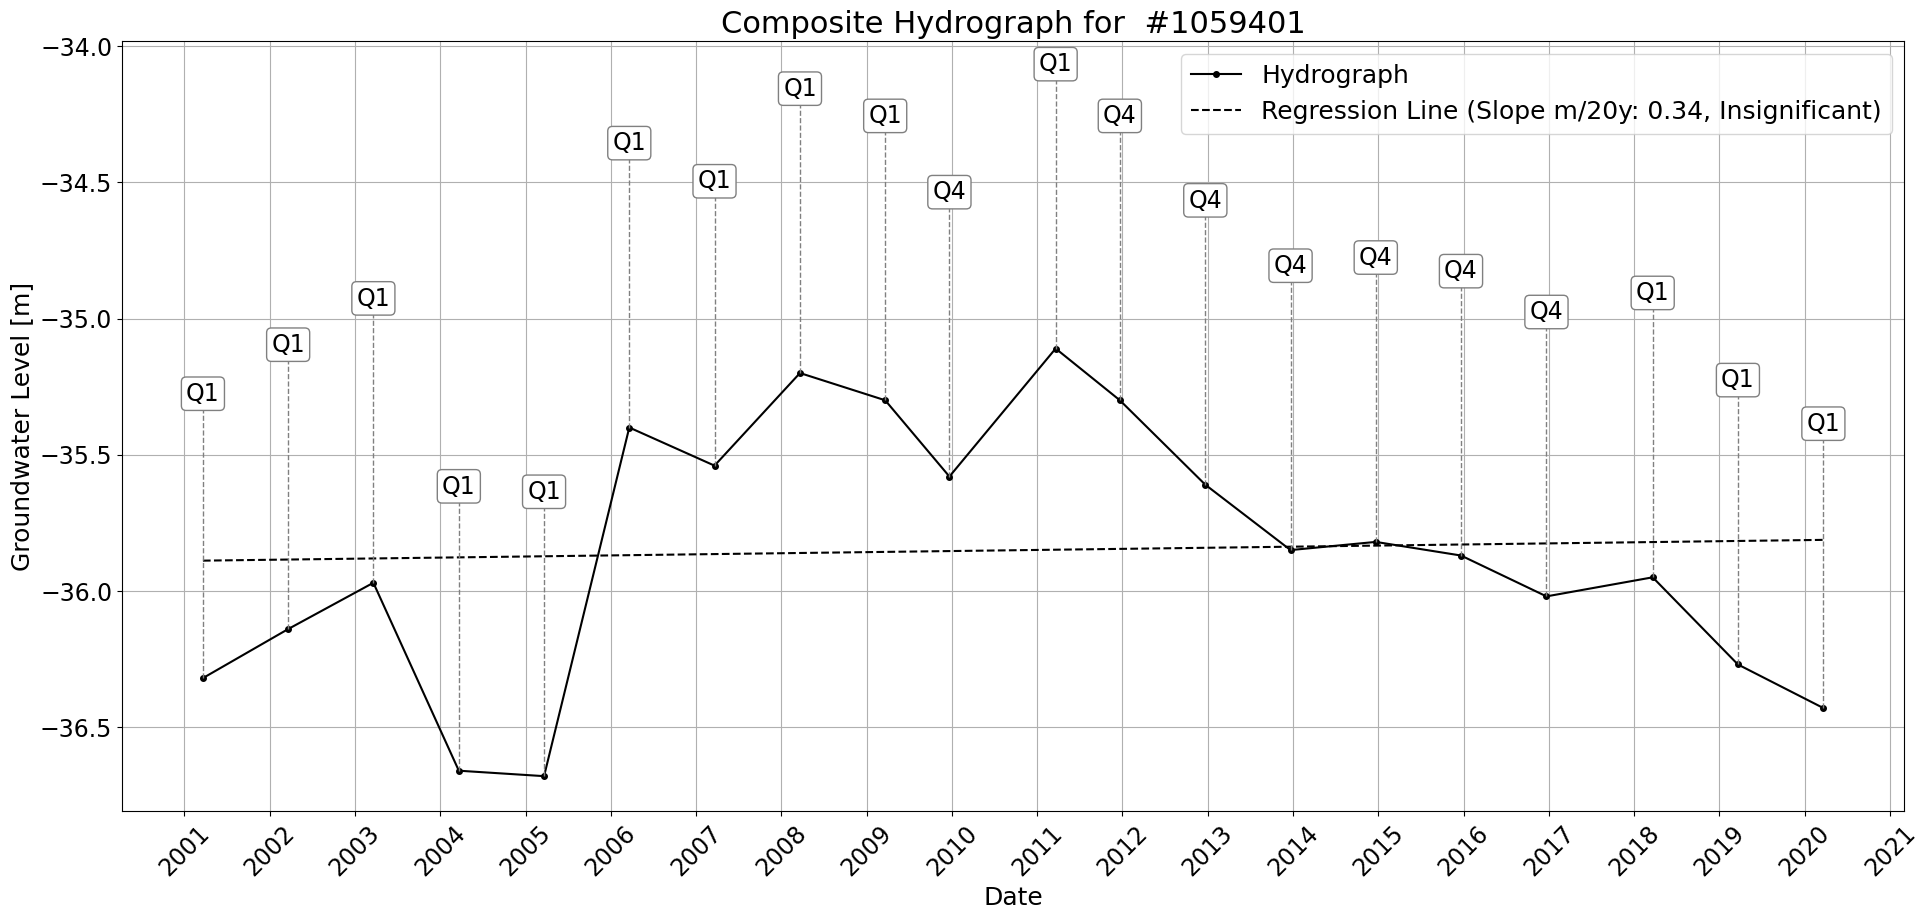 Composite Hydrograph for  #1059401
Hydrograph
Regression Line (Slope m/20y: 0.34, Insignificant)
Groundwater Level [m]
−34.0
−34.5
−35.0
−35.5
−36.0
−36.5
Q1
Q1
Q1
Q1
Q1
Q1
Q1
Q1
Q1
Q4
Q1
Q4
Q4
Q4
Q4
Q4
Q4
Q1
Q1
Q1
2001
2002
2003
2004
2005
2006
2007
2008
2009
2010
2011
2012
2013
2014
2015
2016
2017
2018
2019
2020
2021
Date